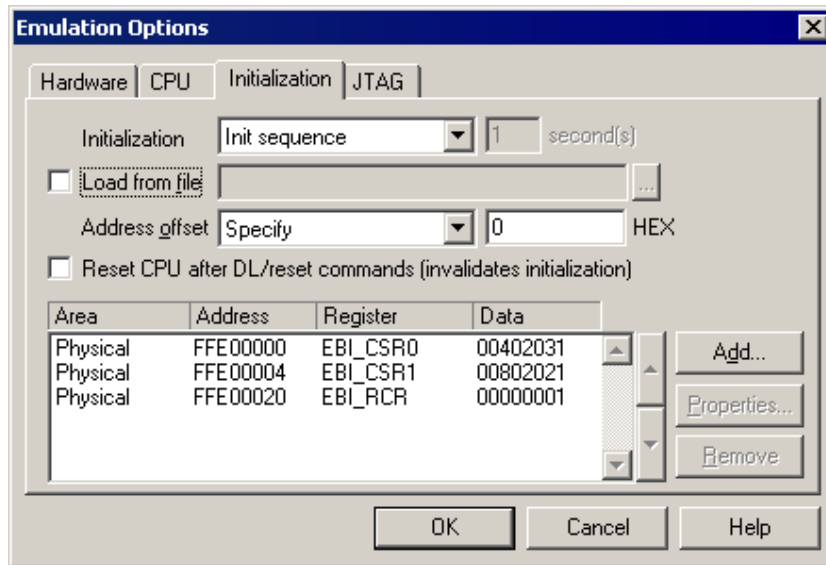 Emulation Options
Hardware CPU Initialization JTAG
Initialization Init sequence 1 second(s)
Load from file ...
Address offset Specify 0 HEX
Reset CPU after DL/reset commands (invalidates initialization)
Area Address Register Data
Physical FFE00000 EBI_CSR0 00402031 Add...
Physical FFE00004 EBI_CSR1 00802021
Physical FFE00020 EBI_RCR 00000001 Properties...
Remove
OK Cancel Help